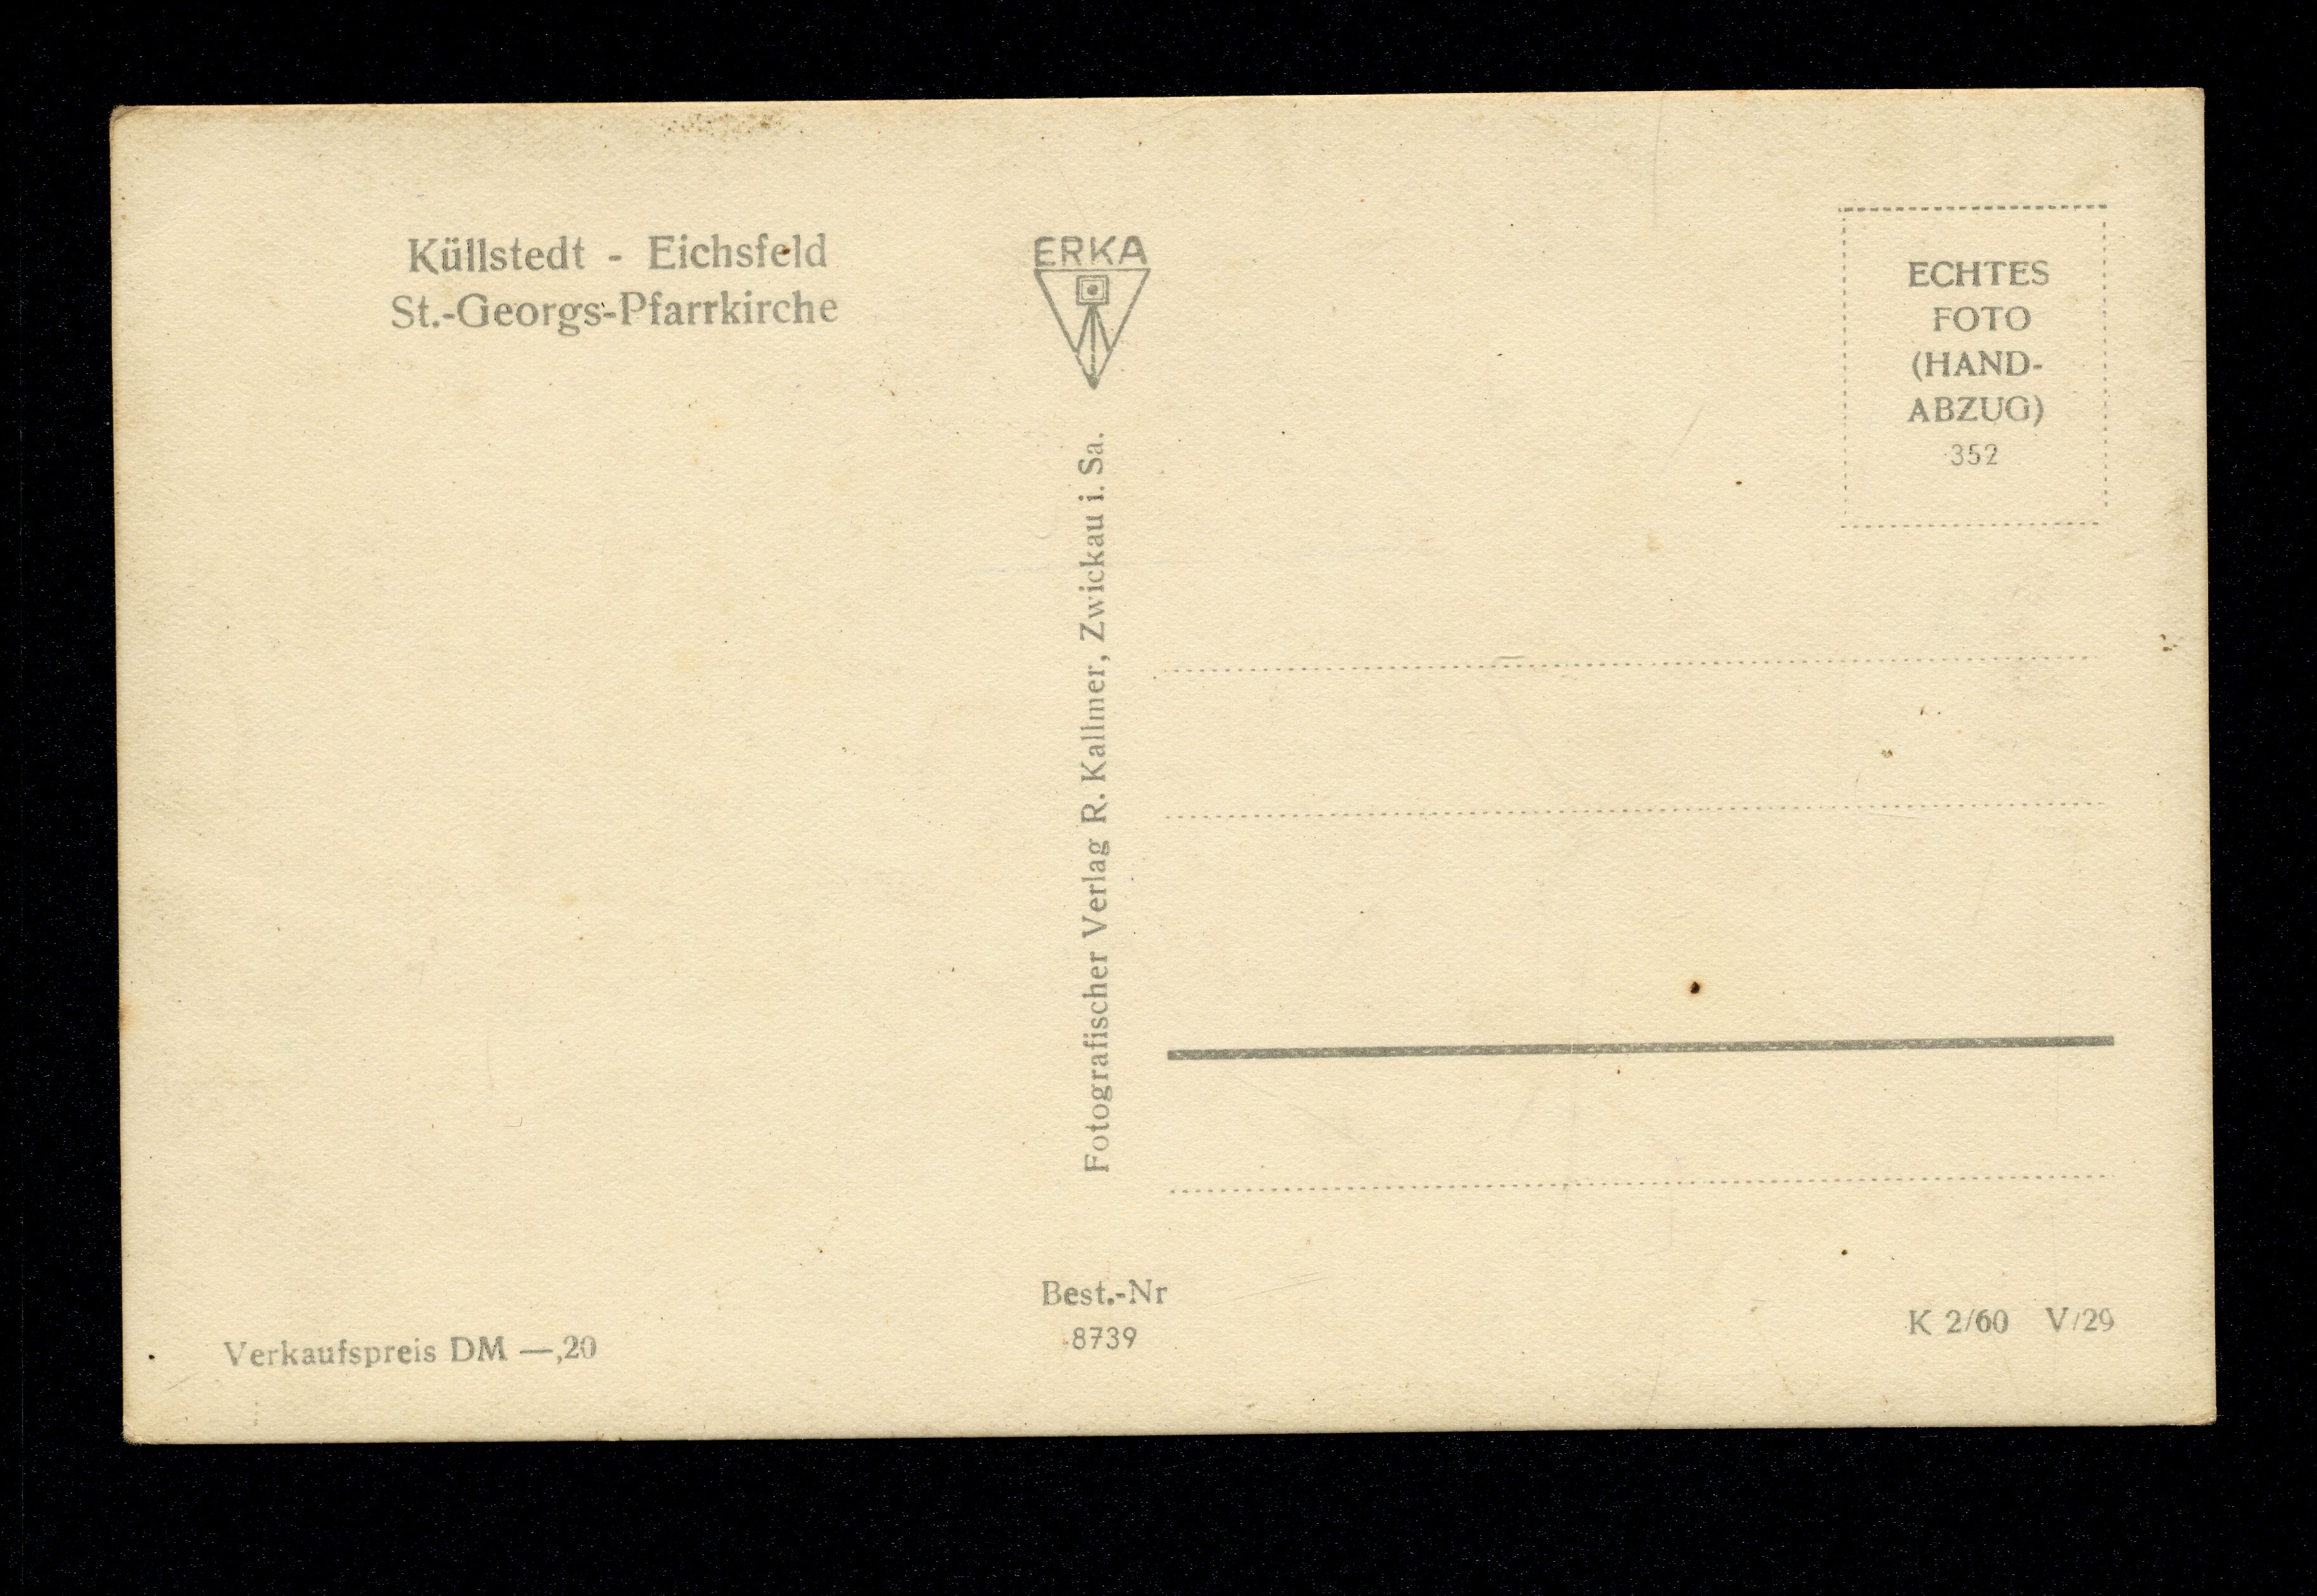 Küllstedt - Eichsfeld
St.-Georgs-Pfarrkirche
Verkaufspreis DM —,20
ERKA
Fotografischer Verlag R. Kallmer, Zwickau i. Sa.
Best.-Nr
8739
ECHTES
FOTO
(HAND-
ABZUG)
352
K 2/60 V/29